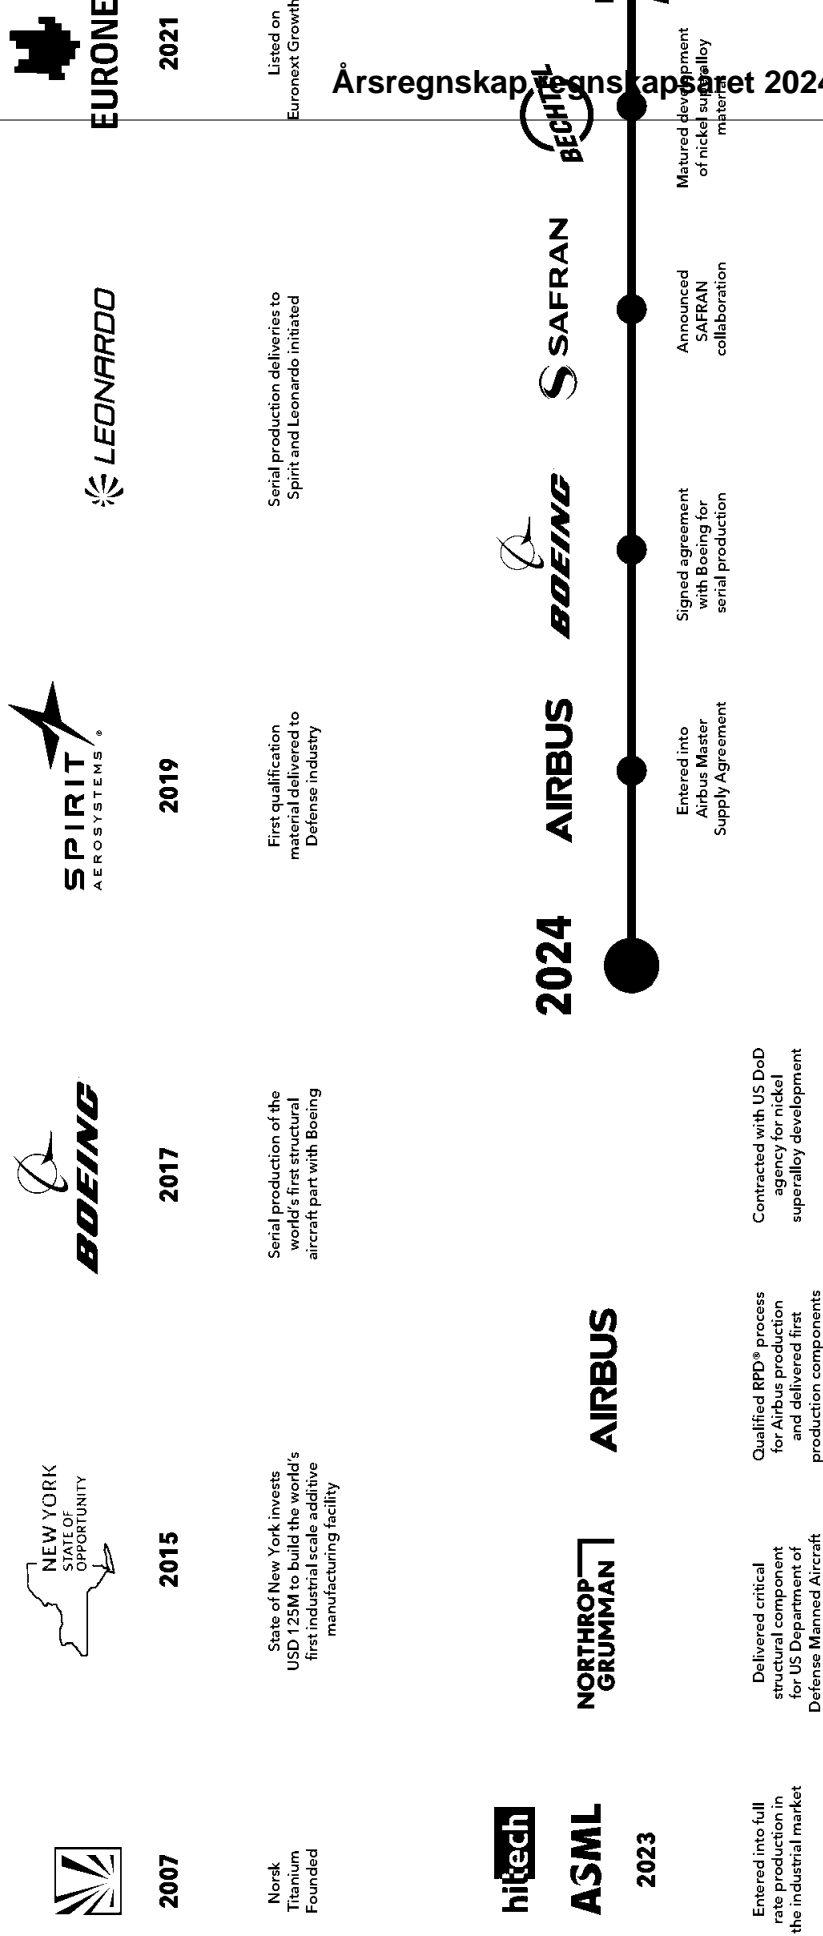 Årsregnskap regnskapsåret 2024
2007
Norsk
Titanium
Founded
NEW YORK
STATE OF
OPPORTUNITY
2015
State of New York invests
USD 125M to build the world's
first industrial scale additive
manufacturing facility
BOEING
2017
Serial production of the
world's first structural
aircraft part with Boeing
SPIRIT
AEROSYSTEMS®
2019
First qualification
material delivered to
Defense industry
LEONARDO
Serial production deliveries to
Spirit and Leonardo initiated
EURONE
2021
Listed on
Euronext Growth
hittech
ASML
2023
Entered into full
rate production in
the industrial market
NORTHROP
GRUMMAN
Delivered critical
structural component
for US Department of
Defense Manned Aircraft
AIRBUS
Qualified RPD® process
for Airbus production
and delivered first
production components
Contracted with US DoD
agency for nickel
superalloy development
2024
AIRBUS
Entered into
Airbus Master
Supply Agreement
BOEING
Signed agreement
with Boeing for
serial production
SAFRAN
Announced
SAFRAN
collaboration
BECHTEL
Matured development
of nickel superalloy
material